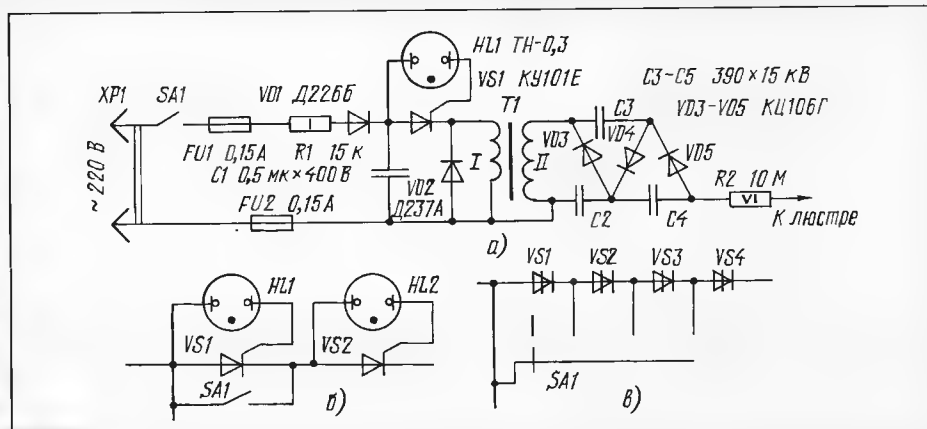 HL1 ТН-0,3
XP1 SA1 VD1 Д226Б VS1 КУ101Е C3-C5 390×15 кВ
T1 C3 VD3-VD5 КЦ106Г
VD3 VD4
FU1 0,15А R1 15 к I II VD5
~220 В C1 0,5 мк×400 В VD2 R2 10 М
FU2 0,15А Д237А C2 C4 VI
К люстре
а)
HL1 HL2 VS1 VS2 VS3 VS4
VS1 VS2
SA1 б) SA1 в)